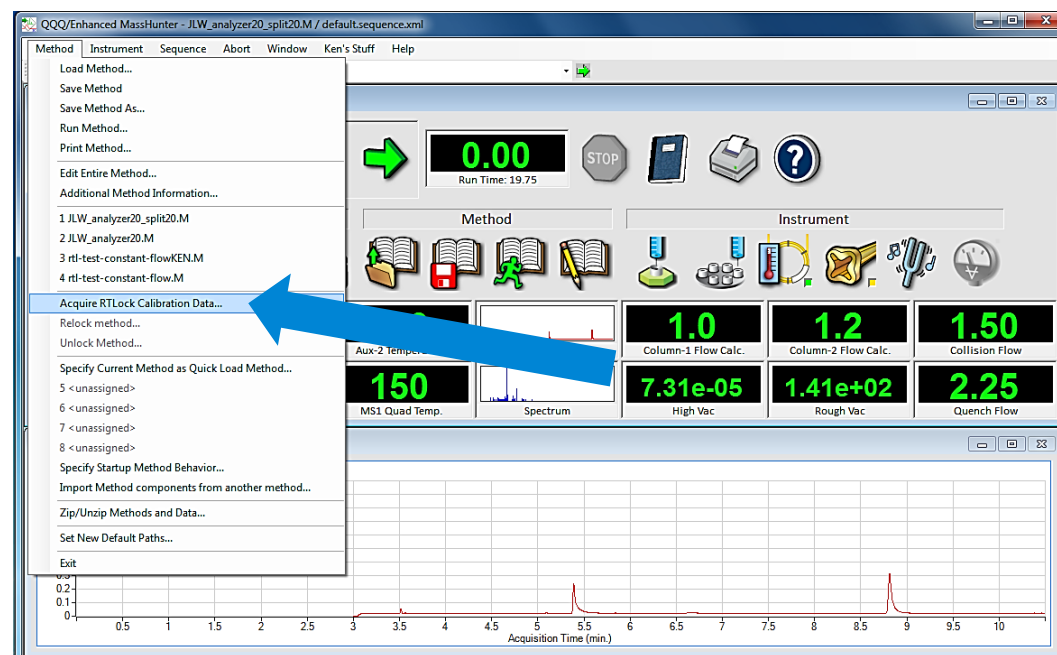 QQQ/Enhanced MassHunter - JLW_analyzer20_split20.M / default.sequence.xml
Method Instrument Sequence Abort Window Ken's Stuff Help
Load Method...
Save Method
Save Method As...
Run Method...
Print Method...
Edit Entire Method...
Additional Method Information...
1 JLW_analyzer20_split20.M
2 JLW_analyzer20.M
3 rtl-test-constant-flowKEN.M
4 rtl-test-constant-flow.M
Acquire RTLock Calibration Data...
Relock method...
Unlock Method...
Specify Current Method as Quick Load Method...
5 <unassigned>
6 <unassigned>
7 <unassigned>
8 <unassigned>
Specify Startup Method Behavior...
Import Method components from another method...
Zip/Unzip Methods and Data...
Set New Default Paths...
Exit
0.00
Run Time: 19.75
STOP
Method
Instrument
1.0
1.2
1.50
Column-1 Flow Calc.
Column-2 Flow Calc.
Collision Flow
150
7.31e-05
1.41e+02
2.25
MS1 Quad Temp.
Spectrum
High Vac
Rough Vac
Quench Flow
0.2
0.1
0
0.5 1 1.5 2 2.5 3 3.5 4 4.5 5 5.5 6 6.5 7 7.5 8 8.5 9 9.5 10
Acquisition Time (min.)